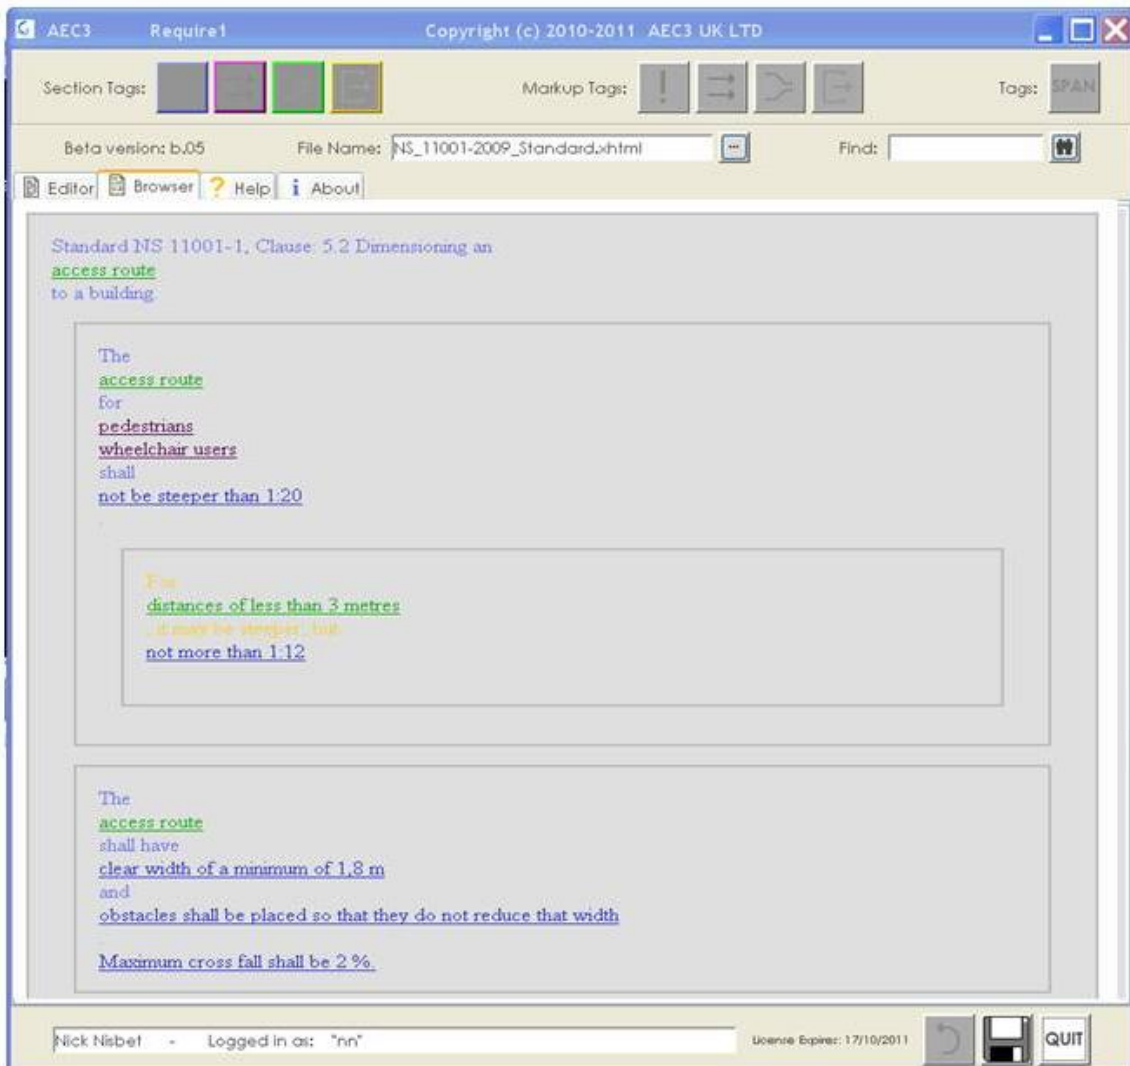 AEC3 Require1 Copyright (c) 2010-2011 AEC3 UK LTD
Section Tags: Markup Tags: Tags: SPAN
Beta version: b.05 File Name: NS_11001-2009_Standard.xhtml ... Find:
Editor Browser Help About
Standard NS 11001-1, Clause: 5.2 Dimensioning an
access route
to a building.
The
access route
for
pedestrians
wheelchair users
shall
not be steeper than 1:20
.
For
distances of less than 3 metres
, it may be steeper, but
not more than 1:12
The
access route
shall have
clear width of a minimum of 1,8 m
and
obstacles shall be placed so that they do not reduce that width
.
Maximum cross fall shall be 2 %.
Nick Nisbet - Logged in as: "nn" License Expires: 17/10/2011 QUIT